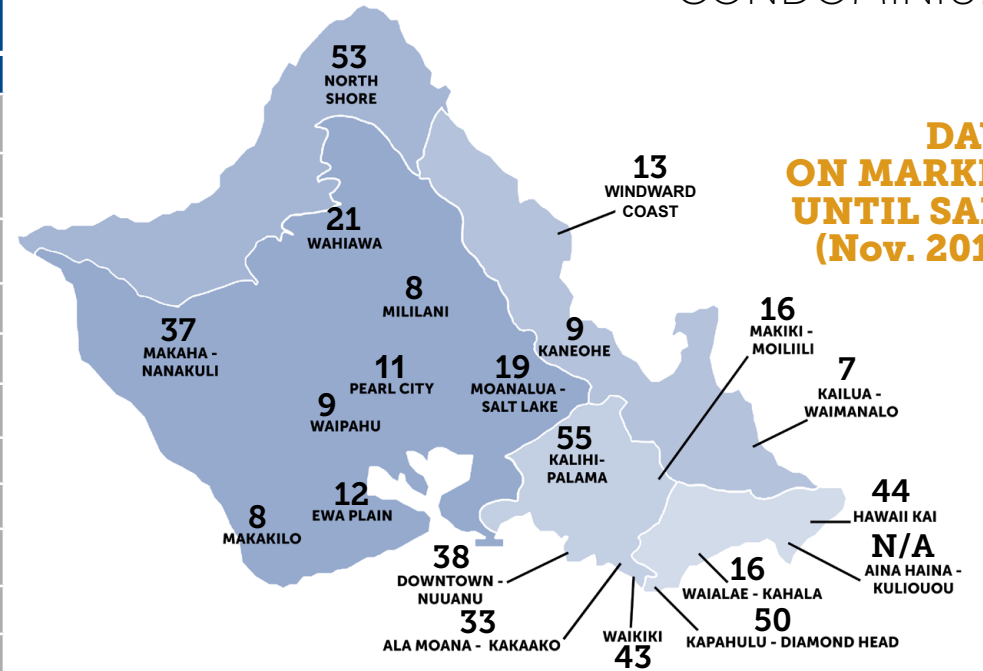 53
NORTH
SHORE
13
WINDWARD
COAST
ON
(Nov.
21
WAHIAWA
8
MILILANI
37
MAKAHA -
NANAKULI
9
KANEOHE
16
MAKIKI -
MOILIILI
11
PEARL CITY
19
MOANALUA -
SALT LAKE
7
KAILUA -
WAIMANALO
9
WAIPAHU
55
KALIHI-
PALAMA
12
EWA PLAIN
8
MAKAKILO
44
HAWAII KAI
N/A
AINA HAINA -
KULIOUOU
38
DOWNTOWN -
NUUANU
16
WAIALAE - KAHALA
33
ALA MOANA - KAKAAKO
WAIKIKI
43
50
KAPAHULU - DIAMOND HEAD
UNTIL